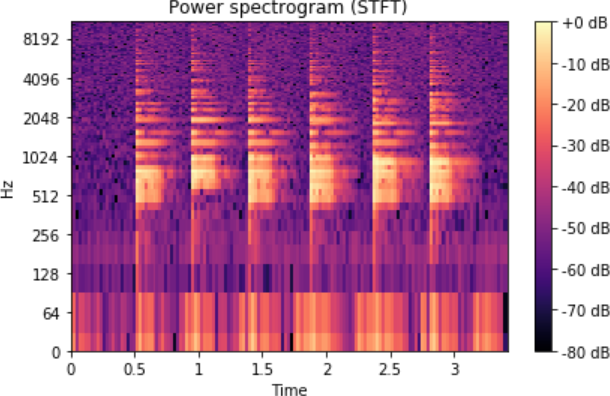 Power spectrogram (STFT)
8192
4096
2048
1024
512
256
128
64
0
Hz
0
0.5
1
1.5
2
2.5
3
Time
+0 dB
-10 dB
-20 dB
-30 dB
-40 dB
-50 dB
-60 dB
-70 dB
-80 dB